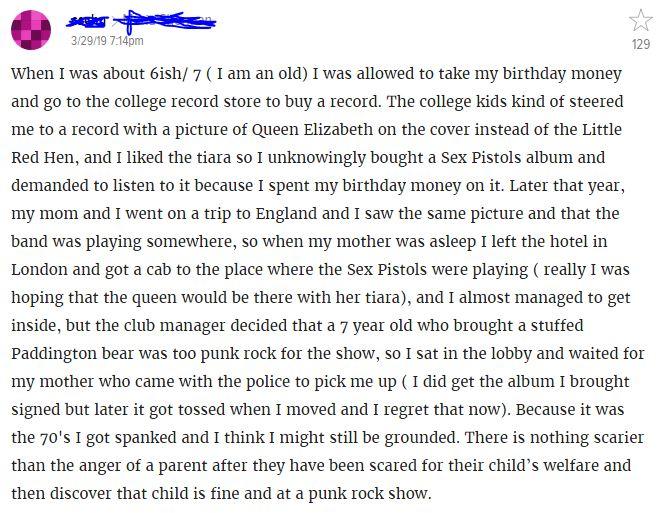 3/29/19 7:14pm
129
When I was about 6ish/ 7 ( I am an old) I was allowed to take my birthday money
and go to the college record store to buy a record. The college kids kind of steered
me to a record with a picture of Queen Elizabeth on the cover instead of the Little
Red Hen, and I liked the tiara so I unknowingly bought a Sex Pistols album and
demanded to listen to it because I spent my birthday money on it. Later that year,
my mom and I went on a trip to England and I saw the same picture and that the
band was playing somewhere, so when my mother was asleep I left the hotel in
London and got a cab to the place where the Sex Pistols were playing ( really I was
hoping that the queen would be there with her tiara), and I almost managed to get
inside, but the club manager decided that a 7 year old who brought a stuffed
Paddington bear was too punk rock for the show, so I sat in the lobby and waited for
my mother who came with the police to pick me up ( I did get the album I brought
signed but later it got tossed when I moved and I regret that now). Because it was
the 70's I got spanked and I think I might still be grounded. There is nothing scarier
than the anger of a parent after they have been scared for their child’s welfare and
then discover that child is fine and at a punk rock show.